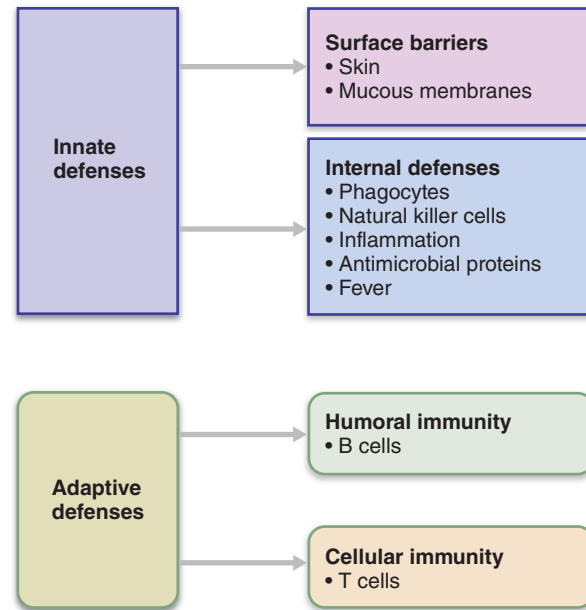 Innate
defenses
Surface barriers
• Skin
• Mucous membranes
Internal defenses
• Phagocytes
• Natural killer cells
• Inflammation
• Antimicrobial proteins
• Fever
Adaptive
defenses
Humoral immunity
• B cells
Cellular immunity
• T cells